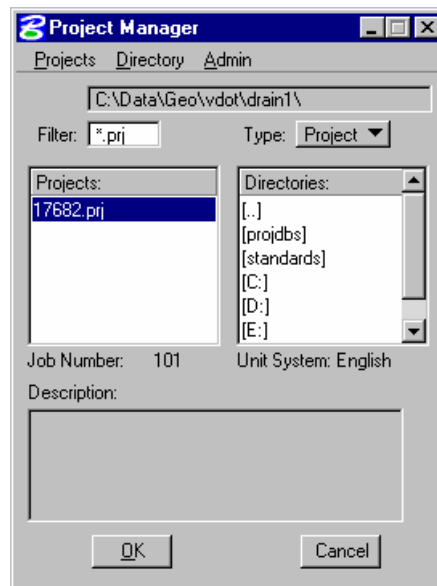 Project Manager
Projects Directory Admin
C:\Data\Geo\vdot\drain1\
Filter: *.prj Type: Project
Projects: Directories:
17682.prj [..]
[projdbs]
[standards]
[C:]
[D:]
[E:]
Job Number: 101 Unit System: English
Description:
OK Cancel